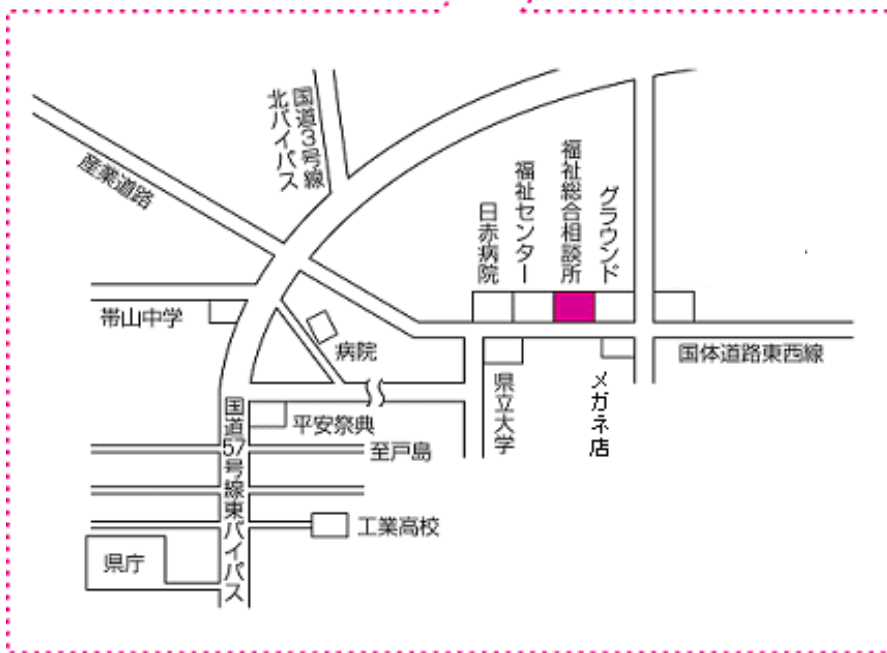 国道3号線
北バイパス
産業道路
日赤病院
福祉センター
福祉総合相談所
グラウンド
帯山中学
病院
国体道路東西線
県立大学
メガネ店
平安祭典
至戸島
国道57号線東バイパス
工業高校
県庁